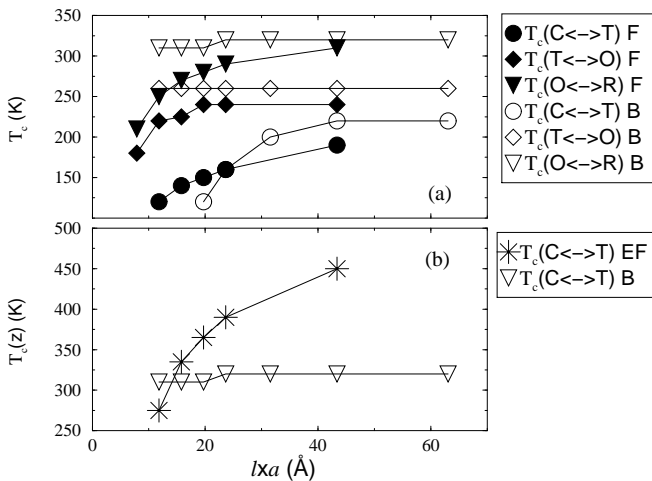 350
300
250
200
150
100
T_c (K)
(a)
T_c(C<->T) F
T_c(T<->O) F
T_c(O<->R) F
T_c(C<->T) B
T_c(T<->O) B
T_c(O<->R) B
500
450
400
350
300
250
T_c(z) (K)
(b)
T_c(C<->T) EF
T_c(C<->T) B
0 20 40 60
lxa (Å)